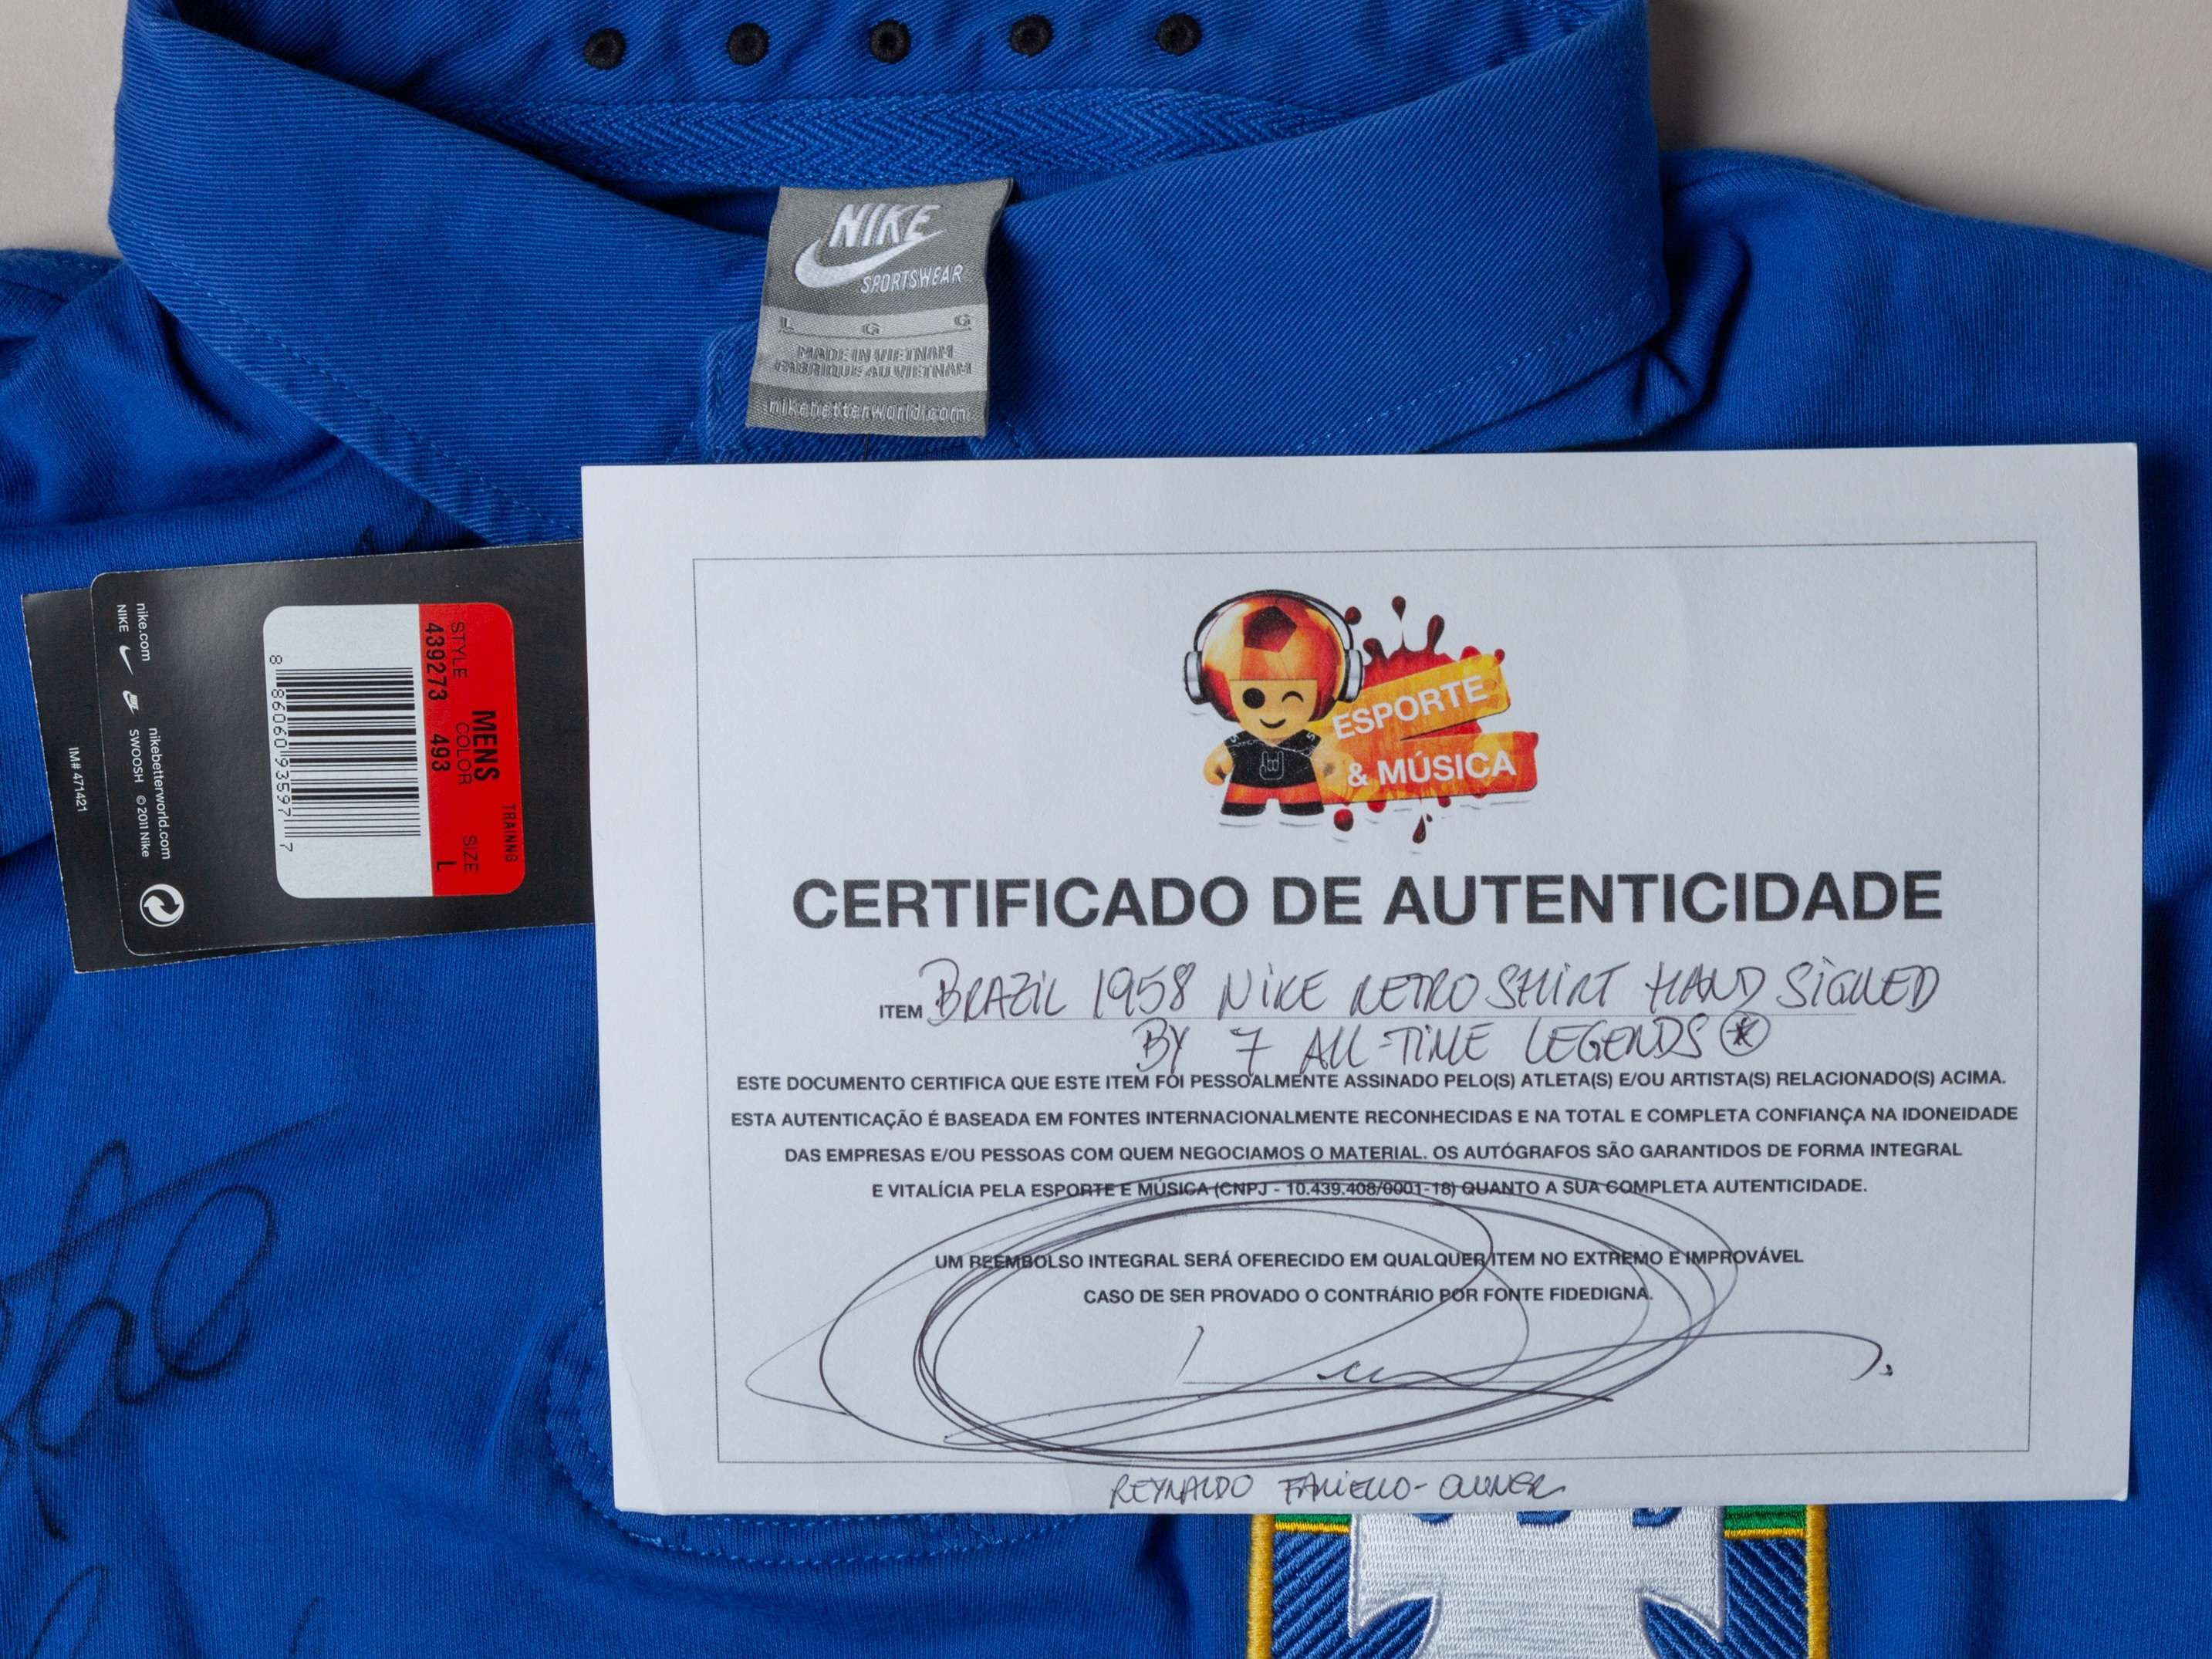 NIKE
SPORTSWEAR
L G G
MADE IN VIETNAM
FABRIQUE AU VIETNAM
nikebetterworld.com
IM# 471421
nike.com
NIKE
nikebetterworld.com
SWOOSH © 2011 Nike
8 86060 93597 7
STYLE COLOR SIZE
439273 493 L
MENS
TRAINNG
ESPORTE
& MÚSICA
CERTIFICADO DE AUTENTICIDADE
ITEM BRAZIL 1958 NIKE RETRO SHIRT HAND SIGNED
BY 7 ALL-TIME LEGENDS *
ESTE DOCUMENTO CERTIFICA QUE ESTE ITEM FOI PESSOALMENTE ASSINADO PELO(S) ATLETA(S) E/OU ARTISTA(S) RELACIONADO(S) ACIMA.
ESTA AUTENTICAÇÃO É BASEADA EM FONTES INTERNACIONALMENTE RECONHECIDAS E NA TOTAL E COMPLETA CONFIANÇA NA IDONEIDADE
DAS EMPRESAS E/OU PESSOAS COM QUEM NEGOCIAMOS O MATERIAL. OS AUTÓGRAFOS SÃO GARANTIDOS DE FORMA INTEGRAL
E VITALÍCIA PELA ESPORTE E MÚSICA (CNPJ - 10.439.408/0001-18) QUANTO A SUA COMPLETA AUTENTICIDADE.
UM REEMBOLSO INTEGRAL SERÁ OFERECIDO EM QUALQUER ITEM NO EXTREMO E IMPROVÁVEL
CASO DE SER PROVADO O CONTRÁRIO POR FONTE FIDEDIGNA.
REYNALDO FANIELLO - OWNER